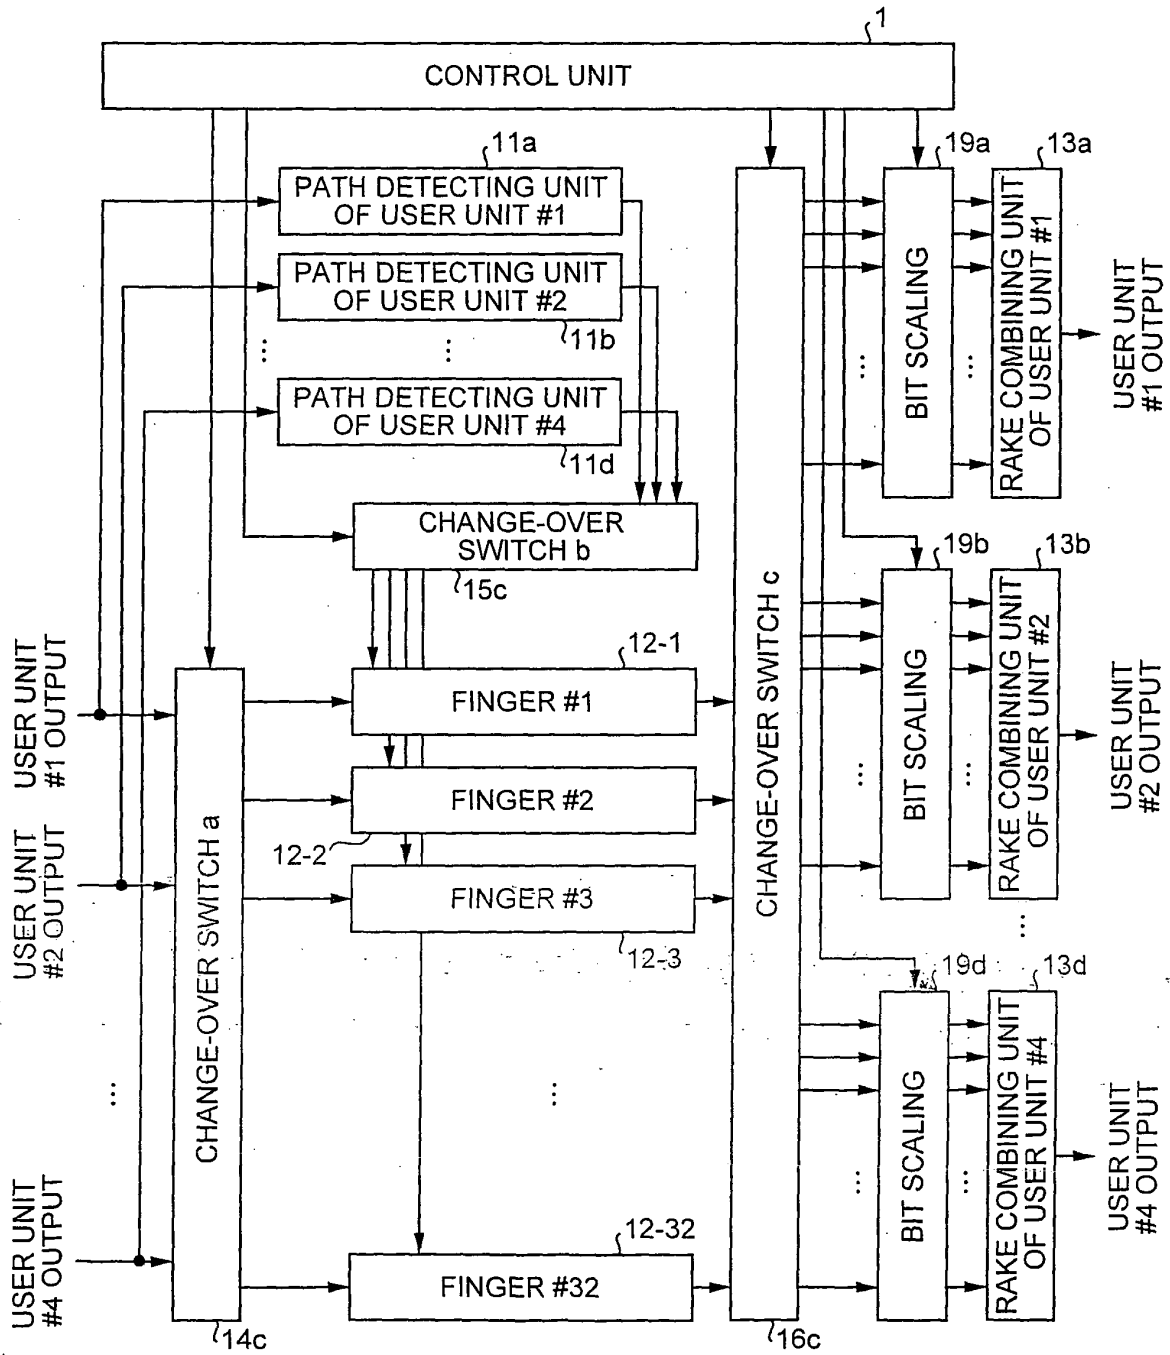 1
CONTROL UNIT
11a
PATH DETECTING UNIT
OF USER UNIT #1
PATH DETECTING UNIT
OF USER UNIT #2
11b
...
...
PATH DETECTING UNIT
OF USER UNIT #4
11d
CHANGE-OVER
SWITCH b
15c
USER UNIT
#1 OUTPUT
USER UNIT
#2 OUTPUT
...
USER UNIT
#4 OUTPUT
CHANGE-OVER SWITCH a
14c
12-1
FINGER #1
FINGER #2
12-2
FINGER #3
12-3
...
12-32
FINGER #32
CHANGE-OVER SWITCH c
16c
19a
BIT SCALING
...
...
13a
RAKE COMBINING UNIT
OF USER UNIT #1
USER UNIT
#1 OUTPUT
19b
BIT SCALING
...
...
13b
RAKE COMBINING UNIT
OF USER UNIT #2
USER UNIT
#2 OUTPUT
...
19d
BIT SCALING
...
...
13d
RAKE COMBINING UNIT
OF USER UNIT #4
USER UNIT
#4 OUTPUT